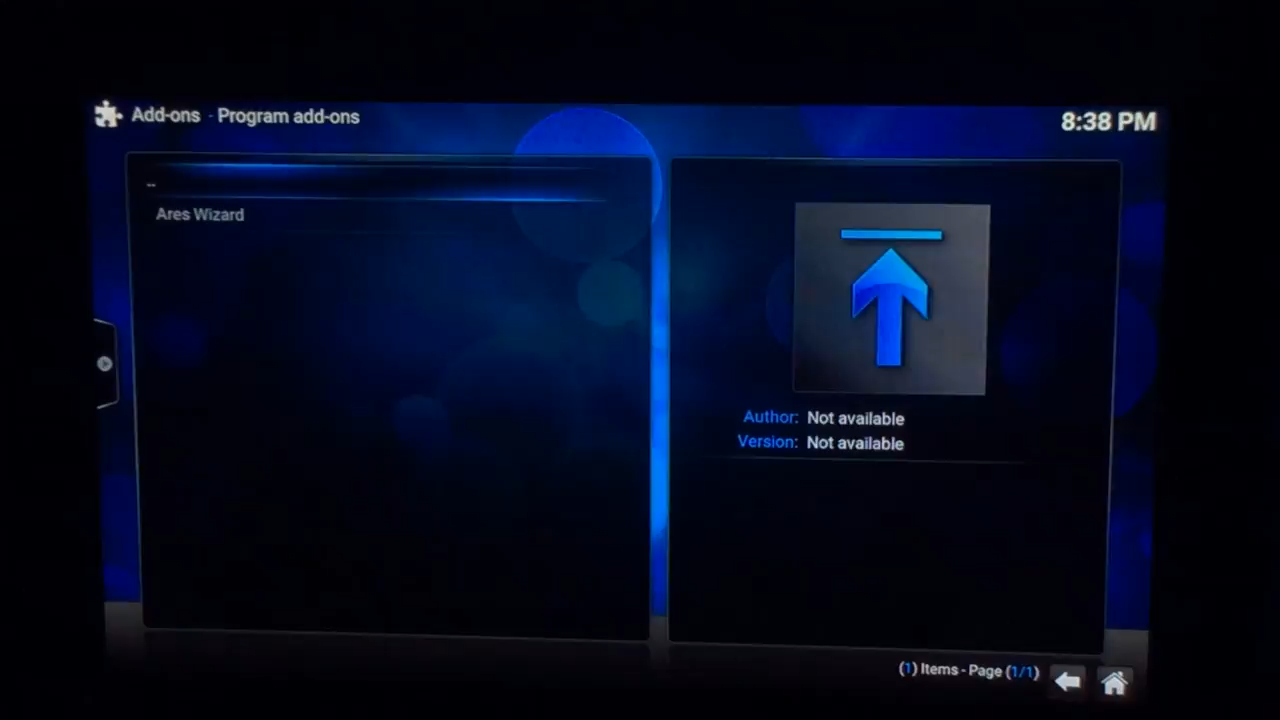 Add-ons · Program add-ons
8:38 PM
..
Ares Wizard
Author: Not available
Version: Not available
(1) Items - Page (1/1)